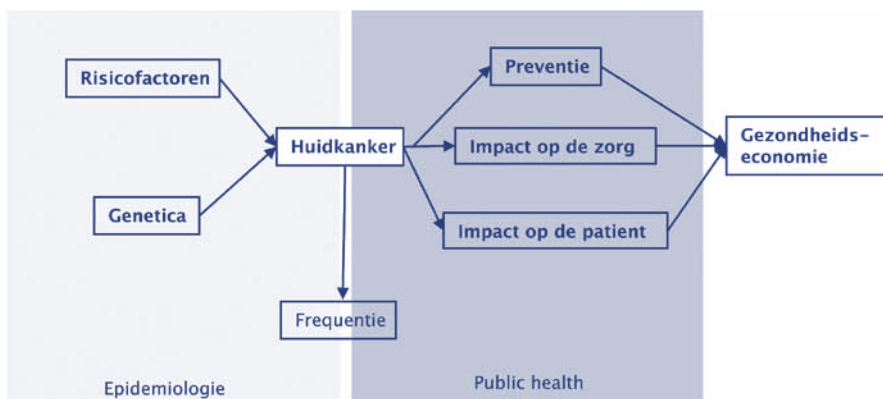 Risicofactoren
Preventie
Huidkanker
Impact op de zorg
Gezondheids-
economie
Genetica
Impact op de patient
Frequentie
Epidemiologie
Public health